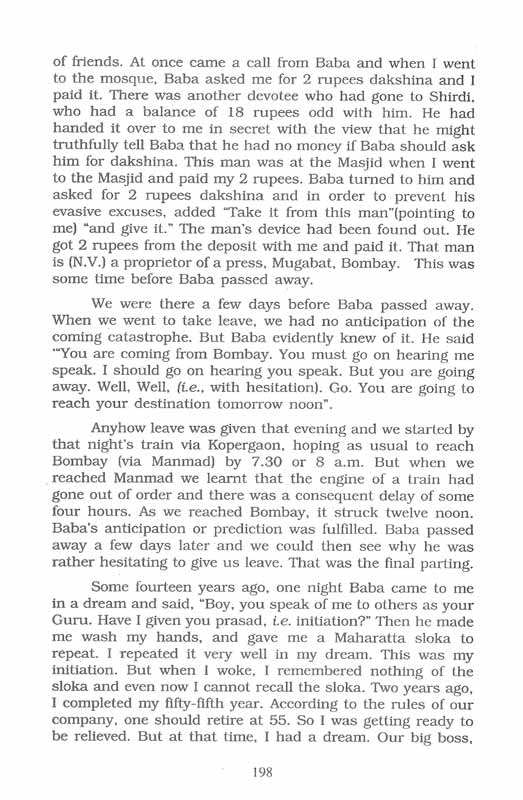 of friends. At once came a call from Baba and when I went
to the mosque, Baba asked me for 2 rupees dakshina and I
paid it. There was another devotee who had gone to Shirdi,
who had a balance of 18 rupees odd with him. He had
handed it over to me in secret with the view that he might
truthfully tell Baba that he had no money if Baba should ask
him for dakshina. This man was at the Masjid when I went
to the Masjid and paid my 2 rupees. Baba turned to him and
asked for 2 rupees dakshina and in order to prevent his
evasive excuses, added "Take it from this man"(pointing to
me) "and give it." The man's device had been found out. He
got 2 rupees from the deposit with me and paid it. That man
is (N.V.) a proprietor of a press, Mugabat, Bombay. This was
some time before Baba passed away.
We were there a few days before Baba passed away.
When we went to take leave, we had no anticipation of the
coming catastrophe. But Baba evidently knew of it. He said
'"You are coming from Bombay. You must go on hearing me
speak. I should go on hearing you speak. But you are going
away. Well, Well, (i.e., with hesitation). Go. You are going to
reach your destination tomorrow noon".
Anyhow leave was given that evening and we started by
that night's train via Kopergaon, hoping as usual to reach
Bombay (via Manmad) by 7.30 or 8 a.m. But when we
reached Manmad we learnt that the engine of a train had
gone out of order and there was a consequent delay of some
four hours. As we reached Bombay, it struck twelve noon.
Baba's anticipation or prediction was fulfilled. Baba passed
away a few days later and we could then see why he was
rather hesitating to give us leave. That was the final parting.
Some fourteen years ago, one night Baba came to me
in a dream and said, "Boy, you speak of me to others as your
Guru. Have I given you prasad, i.e. initiation?" Then he made
me wash my hands, and gave me a Maharatta sloka to
repeat. I repeated it very well in my dream. This was my
initiation. But when I woke, I remembered nothing of the
sloka and even now I cannot recall the sloka. Two years ago,
I completed my fifty-fifth year. According to the rules of our
company, one should retire at 55. So I was getting ready to
be relieved. But at that time, I had a dream. Our big boss,
198